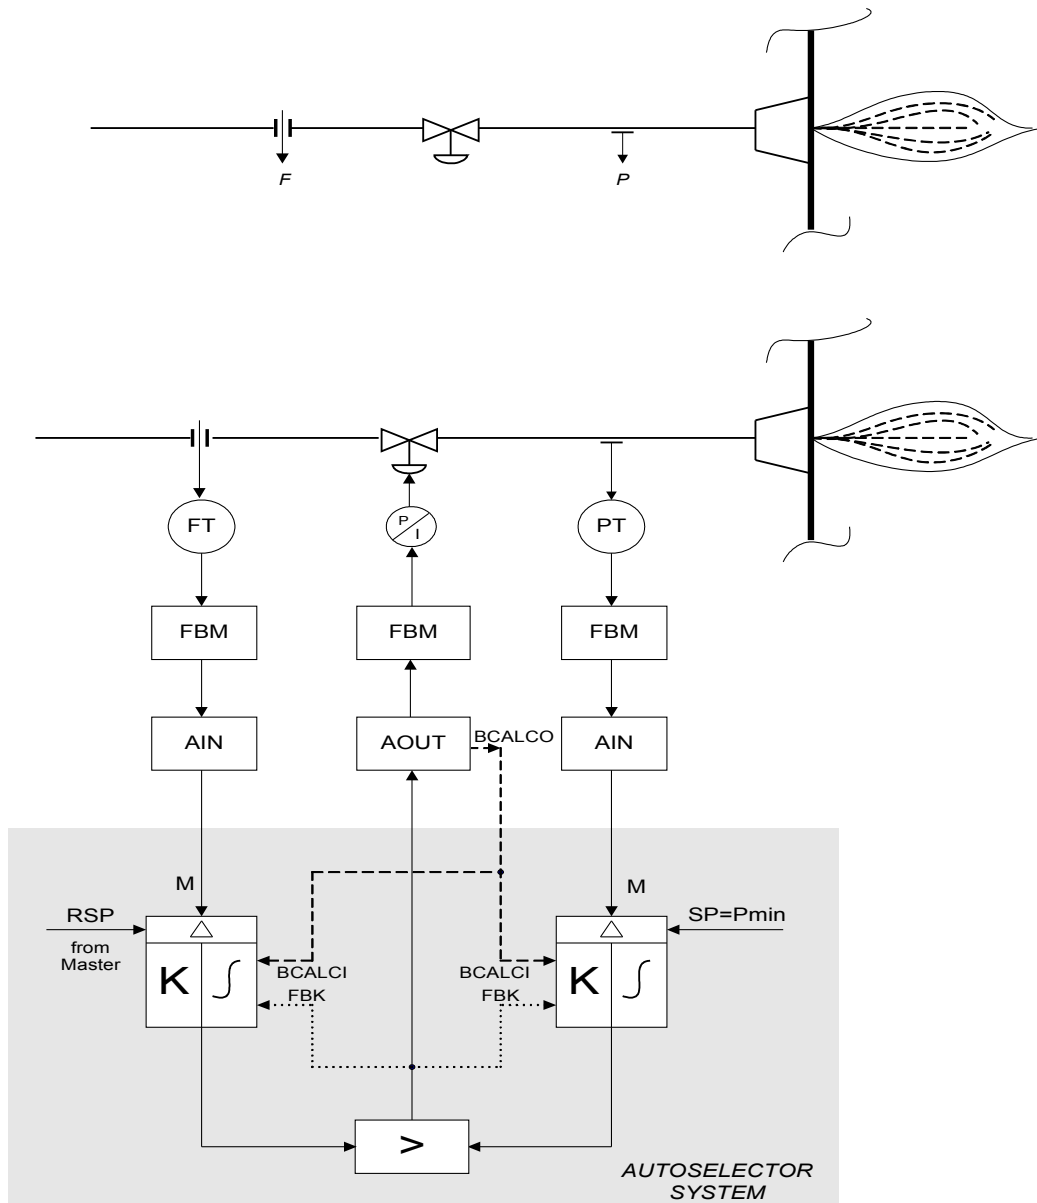 F
P
FT
P
I
PT
FBM
FBM
FBM
AIN
AOUT
BCALCO
AIN
M
M
RSP
from
Master
SP=Pmin
K
∫
BCALCI
FBK
BCALCI
FBK
K
∫
>
AUTOSELECTOR
SYSTEM